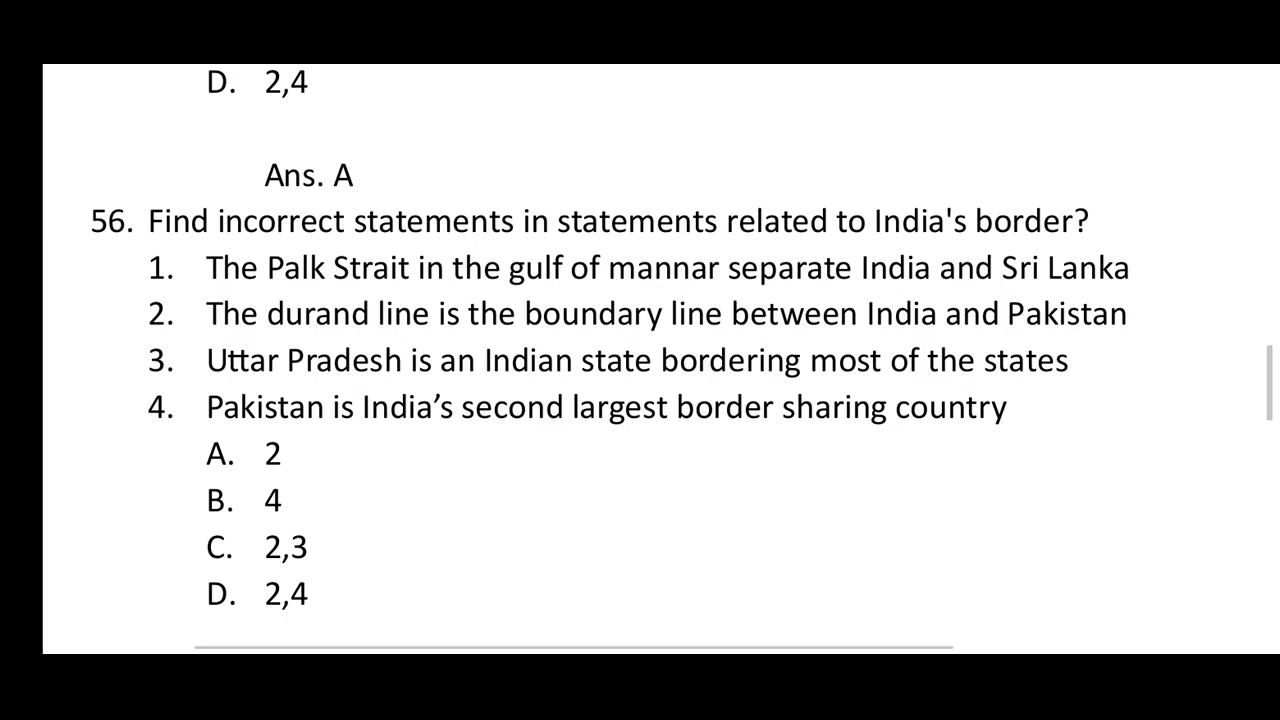 D. 2,4
Ans. A
56. Find incorrect statements in statements related to India's border?
1. The Palk Strait in the gulf of mannar separate India and Sri Lanka
2. The durand line is the boundary line between India and Pakistan
3. Uttar Pradesh is an Indian state bordering most of the states
4. Pakistan is India’s second largest border sharing country
A. 2
B. 4
C. 2,3
D. 2,4